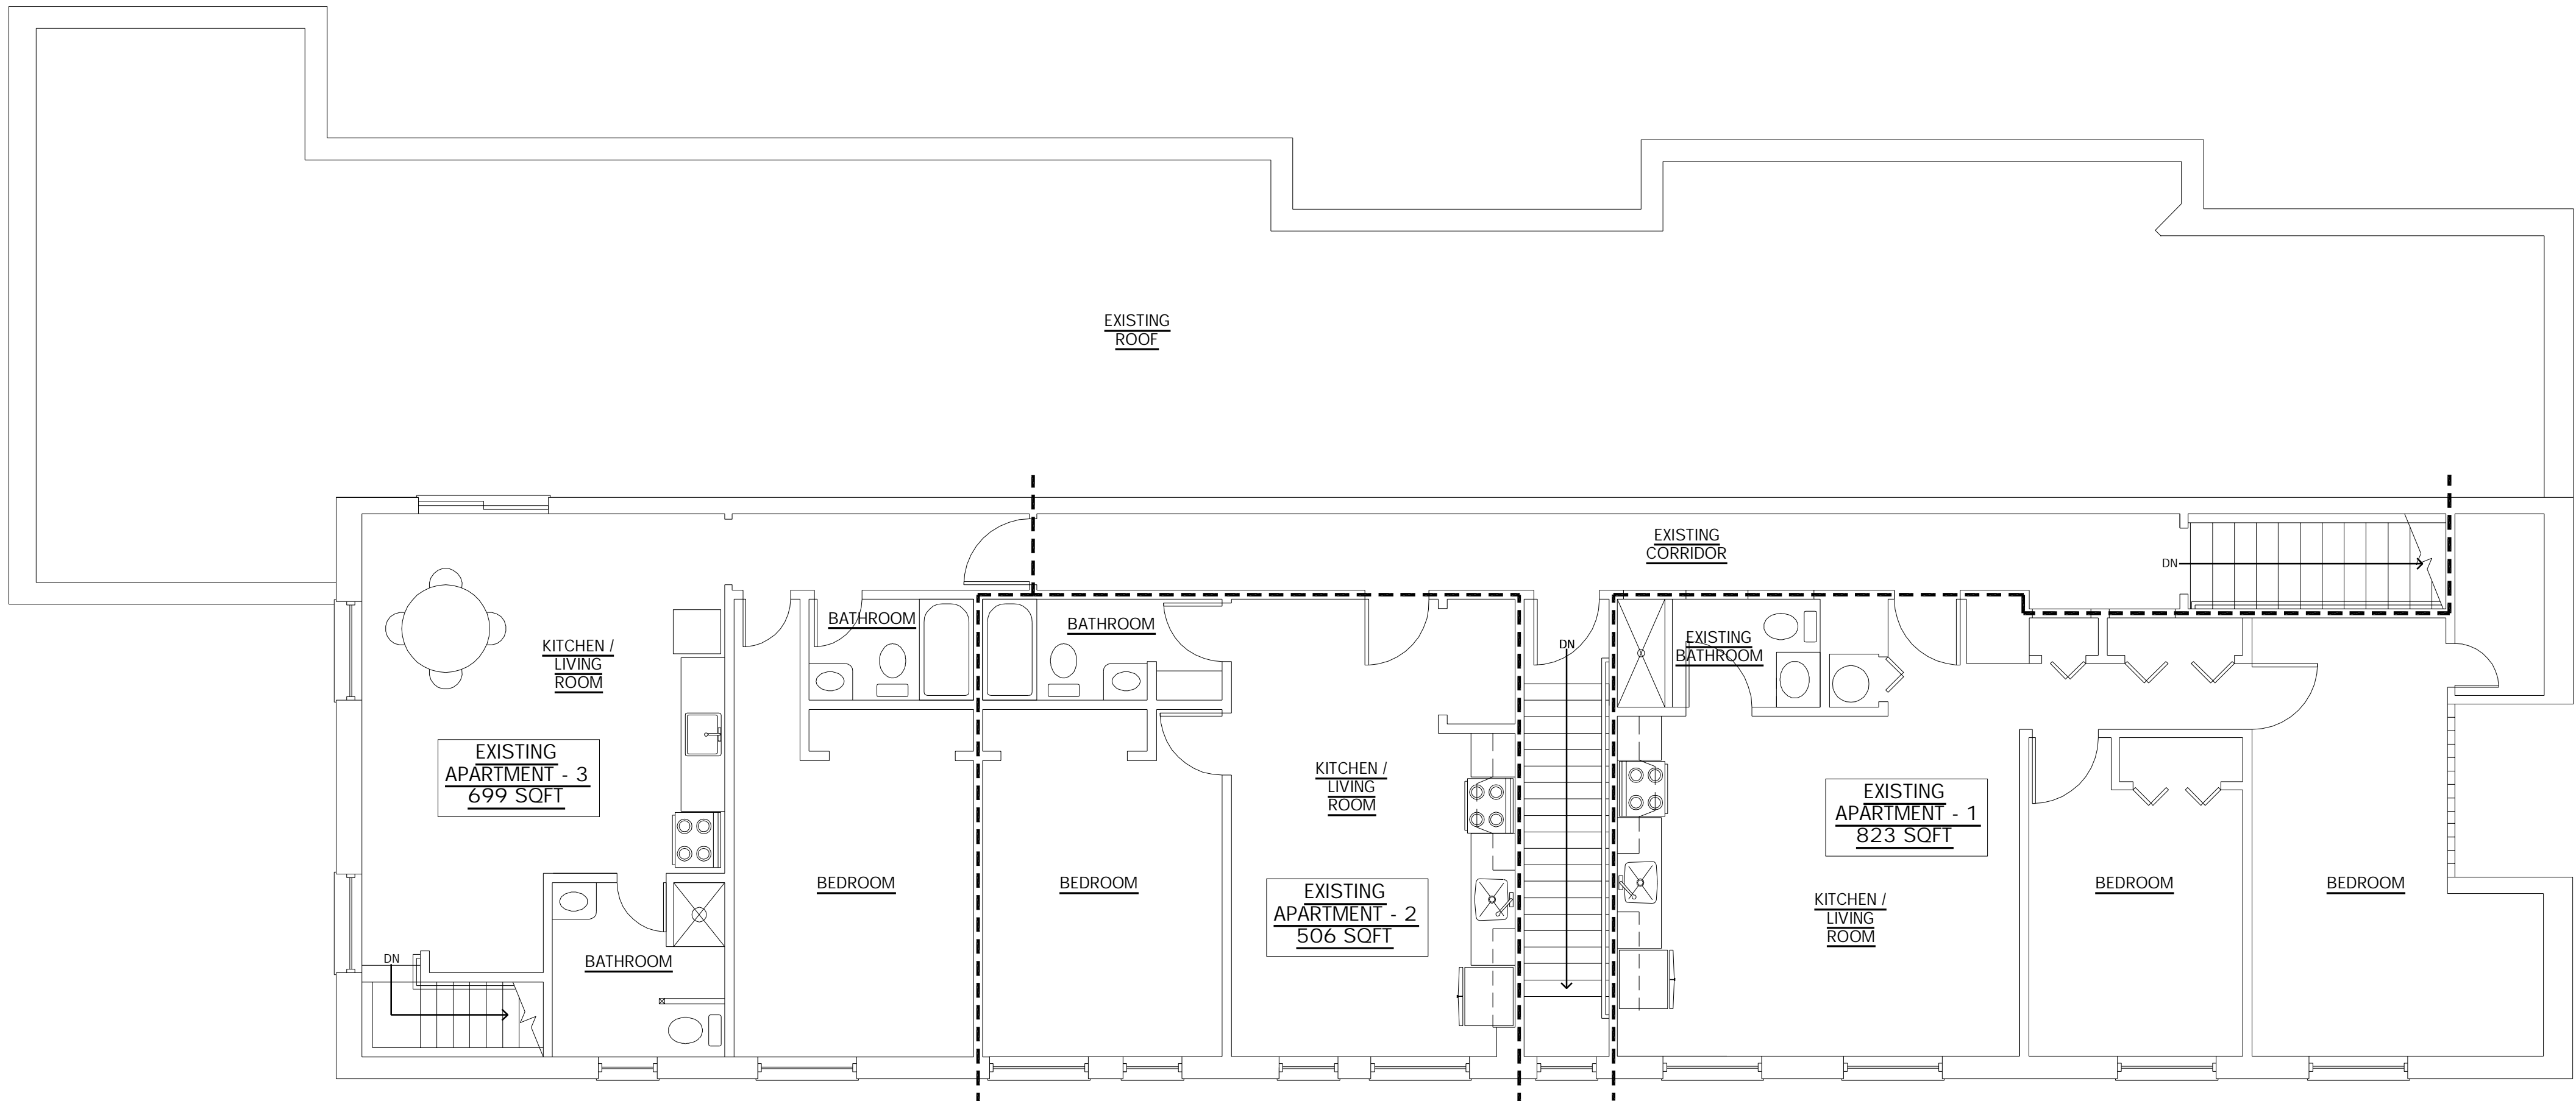 EXISTING
ROOF
EXISTING
CORRIDOR
DN
BATHROOM
BATHROOM
KITCHEN /
LIVING
ROOM
EXISTING
BATHROOM
DN
EXISTING
APARTMENT - 3
699 SQFT
KITCHEN /
LIVING
ROOM
EXISTING
APARTMENT - 1
823 SQFT
BEDROOM
BEDROOM
EXISTING
APARTMENT - 2
506 SQFT
KITCHEN /
LIVING
ROOM
BEDROOM
BEDROOM
DN
BATHROOM